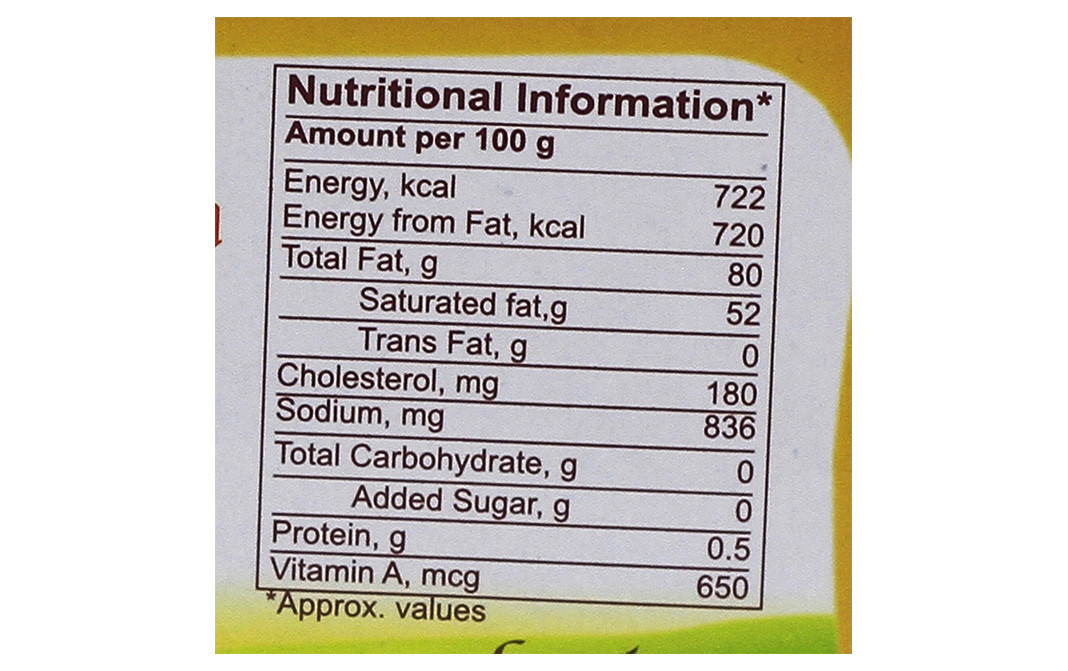 Nutritional Information*
Amount per 100 g
Energy, kcal 722
Energy from Fat, kcal 720
Total Fat, g 80
Saturated fat,g 52
Trans Fat, g 0
Cholesterol, mg 180
Sodium, mg 836
Total Carbohydrate, g 0
Added Sugar, g 0
Protein, g 0.5
Vitamin A, mcg 650
*Approx. values